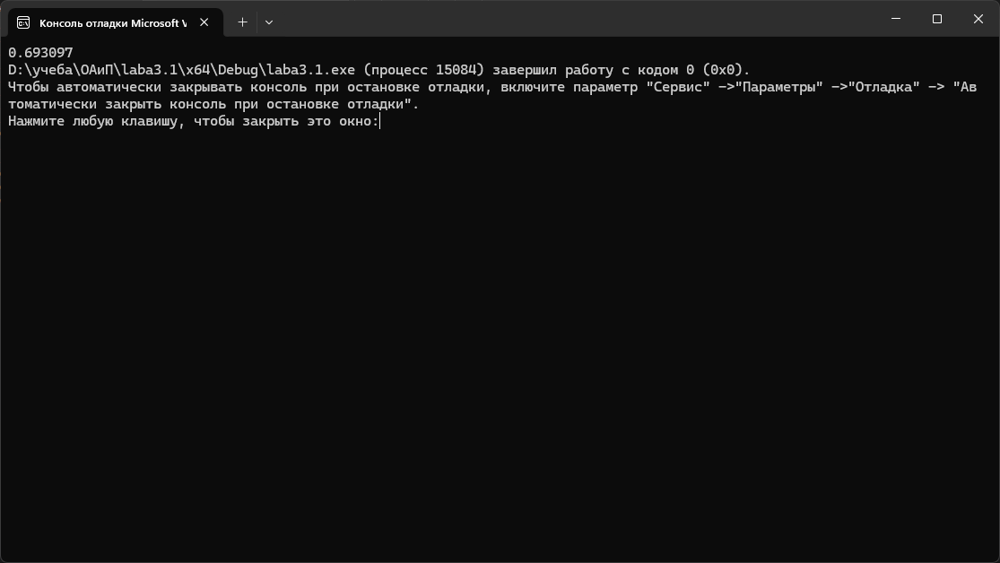 Консоль отладки Microsoft V
0.693097
D:\учеба\ОАиП\laba3.1\x64\Debug\laba3.1.exe (процесс 15084) завершил работу с кодом 0 (0x0).
Чтобы автоматически закрывать консоль при остановке отладки, включите параметр "Сервис" ->"Параметры" ->"Отладка" -> "Ав
томатически закрыть консоль при остановке отладки".
Нажмите любую клавишу, чтобы закрыть это окно: